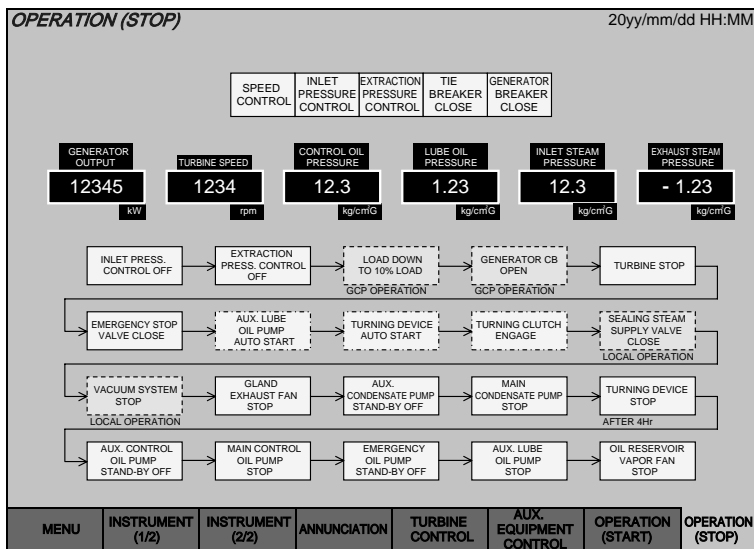 OPERATION (STOP)
20yy/mm/dd HH:MM
SPEED
CONTROL
INLET
PRESSURE
CONTROL
EXTRACTION
PRESSURE
CONTROL
TIE
BREAKER
CLOSE
GENERATOR
BREAKER
CLOSE
GENERATOR
OUTPUT
12345
kW
TURBINE SPEED
1234
rpm
CONTROL OIL
PRESSURE
12.3
kg/cm²G
LUBE OIL
PRESSURE
1.23
kg/cm²G
INLET STEAM
PRESSURE
12.3
kg/cm²G
EXHAUST STEAM
PRESSURE
- 1.23
kg/cm²G
INLET PRESS.
CONTROL OFF
EXTRACTION
PRESS. CONTROL
OFF
LOAD DOWN
TO 10% LOAD
GCP OPERATION
GENERATOR CB
OPEN
GCP OPERATION
TURBINE STOP
EMERGENCY STOP
VALVE CLOSE
AUX. LUBE
OIL PUMP
AUTO START
TURNING DEVICE
AUTO START
TURNING CLUTCH
ENGAGE
SEALING STEAM
SUPPLY VALVE
CLOSE
LOCAL OPERATION
VACUUM SYSTEM
STOP
LOCAL OPERATION
GLAND
EXHAUST FAN
STOP
AUX.
CONDENSATE PUMP
STAND-BY OFF
MAIN
CONDENSATE PUMP
STOP
TURNING DEVICE
STOP
AFTER 4Hr
AUX. CONTROL
OIL PUMP
STAND-BY OFF
MAIN CONTROL
OIL PUMP
STOP
EMERGENCY
OIL PUMP
STAND-BY OFF
AUX. LUBE
OIL PUMP
STOP
OIL RESERVOIR
VAPOR FAN
STOP
MENU
INSTRUMENT
(1/2)
INSTRUMENT
(2/2)
ANNUNCIATION
TURBINE
CONTROL
AUX.
EQUIPMENT
CONTROL
OPERATION
(START)
OPERATION
(STOP)